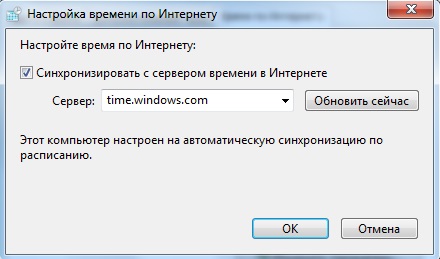 Настройка времени по Интернету
Настройте время по Интернету:
Синхронизировать с сервером времени в Интернете
Сервер: time.windows.com Обновить сейчас
Этот компьютер настроен на автоматическую синхронизацию по
расписанию.
OK Отмена